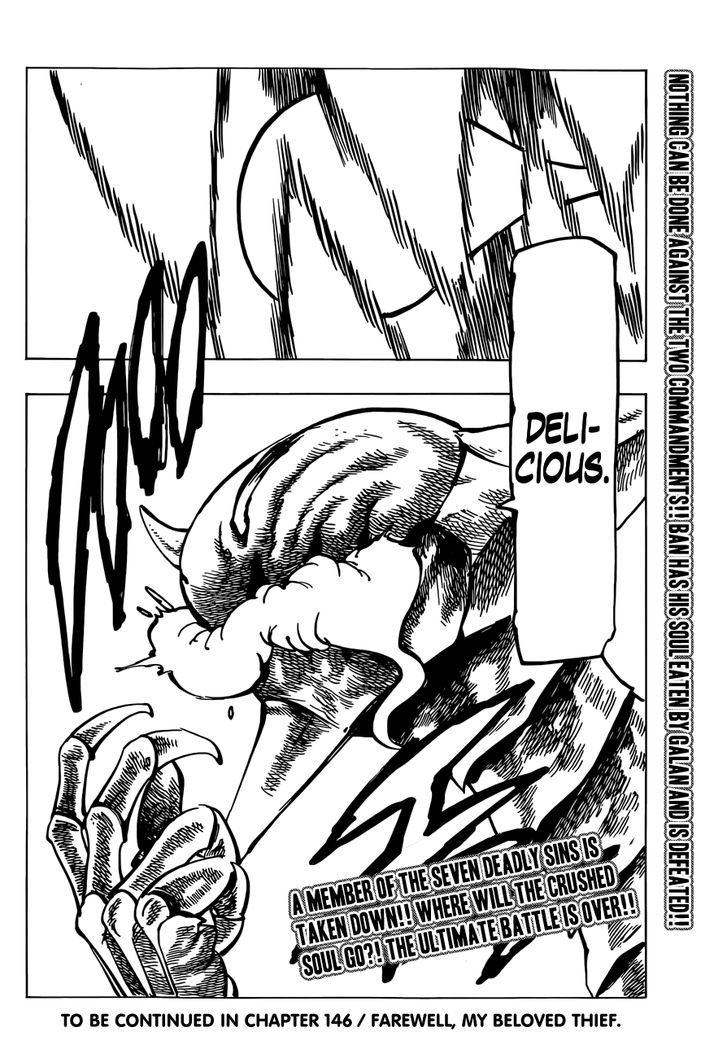 NOTHING CAN BE DONE AGAINST THE TWO COMMANDMENTS!! BAN HAS HIS SOUL EATEN BY GALAN AND IS DEFEATED!!
DELI-
CIOUS.
A MEMBER OF THE SEVEN DEADLY SINS IS
TAKEN DOWN!! WHERE WILL THE CRUSHED
SOUL GO?! THE ULTIMATE BATTLE IS OVER!!
TO BE CONTINUED IN CHAPTER 146 / FAREWELL, MY BELOVED THIEF.